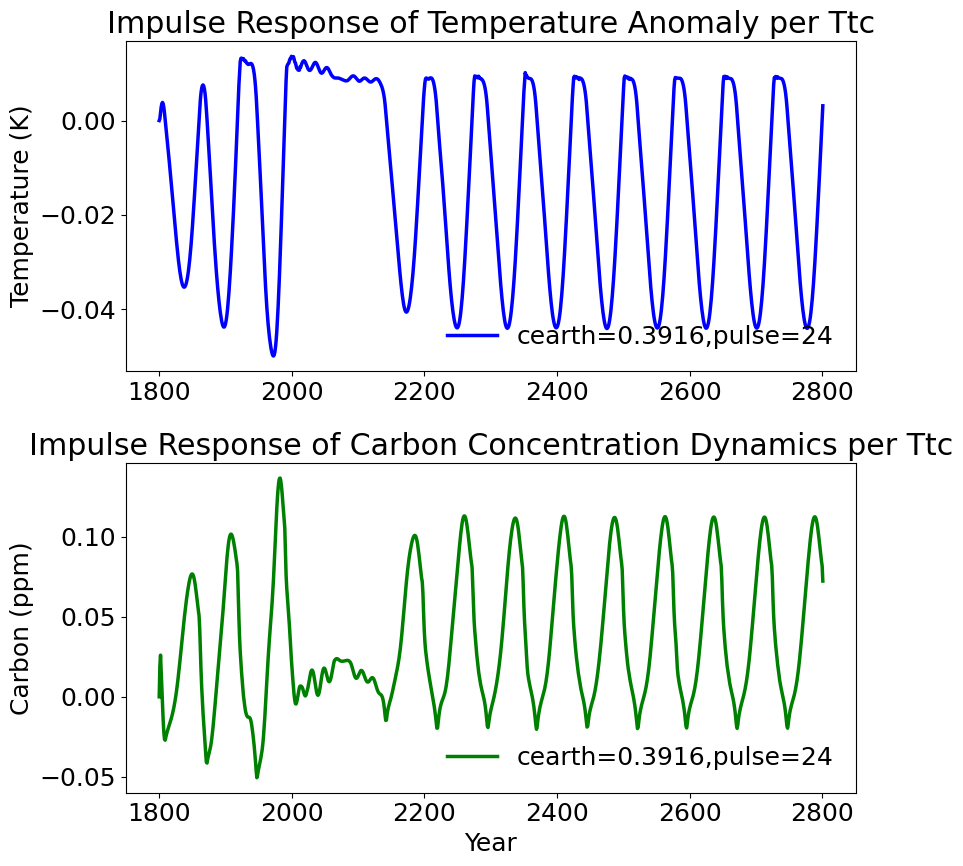 Impulse Response of Temperature Anomaly per Ttc
Temperature (K)
0.00
−0.02
−0.04
cearth=0.3916,pulse=24
1800 2000 2200 2400 2600 2800
Impulse Response of Carbon Concentration Dynamics per Ttc
Carbon (ppm)
0.10
0.05
0.00
−0.05
cearth=0.3916,pulse=24
1800 2000 2200 2400 2600 2800
Year